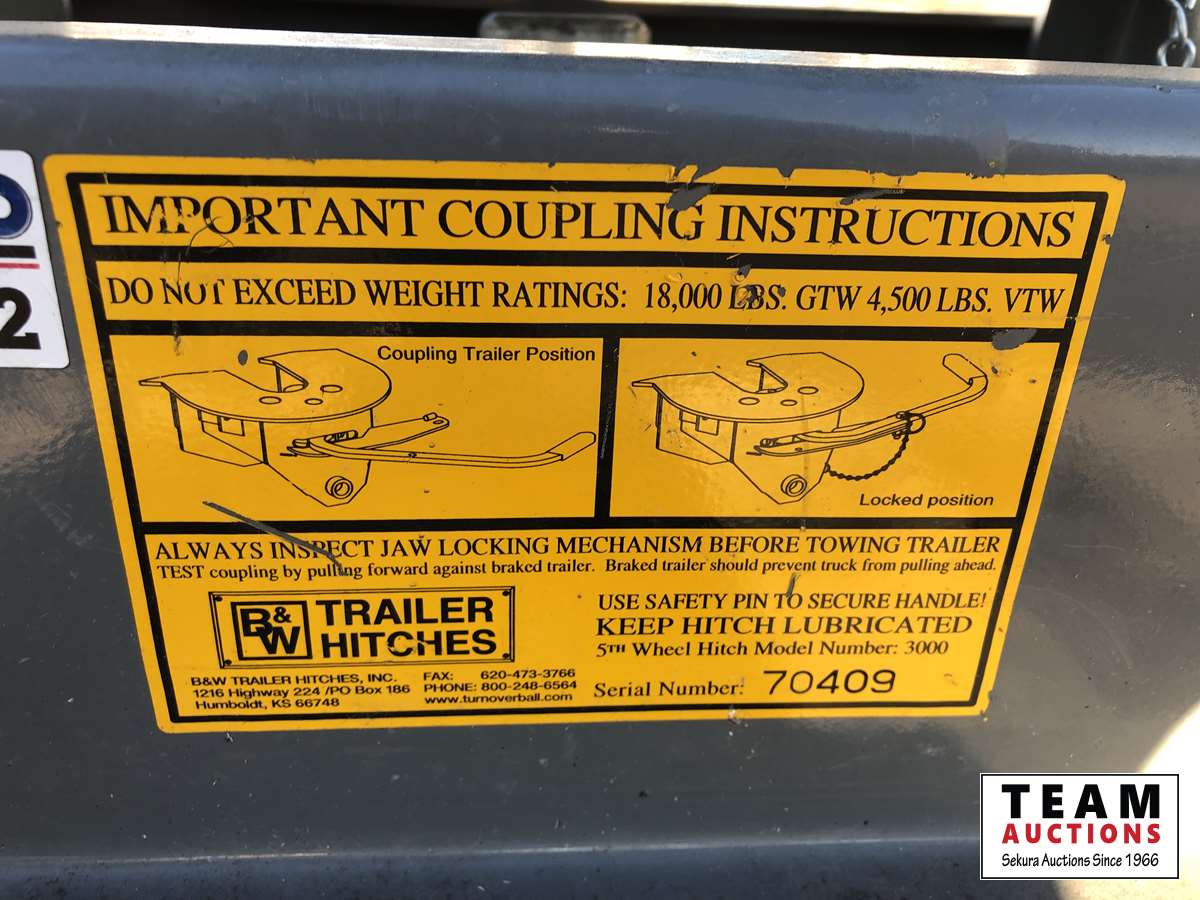 2
IMPORTANT COUPLING INSTRUCTIONS
DO NOT EXCEED WEIGHT RATINGS: 18,000 LBS. GTW 4,500 LBS. VTW
Coupling Trailer Position
Locked position
ALWAYS INSPECT JAW LOCKING MECHANISM BEFORE TOWING TRAILER
TEST coupling by pulling forward against braked trailer. Braked trailer should prevent truck from pulling ahead.
B&W TRAILER
HITCHES
B&W TRAILER HITCHES, INC.
1216 Highway 224 /PO Box 186
Humboldt, KS 66748
FAX: 620-473-3766
PHONE: 800-248-6564
www.turnoverball.com
USE SAFETY PIN TO SECURE HANDLE!
KEEP HITCH LUBRICATED
5TH Wheel Hitch Model Number: 3000
Serial Number: 70409
TEAM
AUCTIONS
Sekura Auctions Since 1966